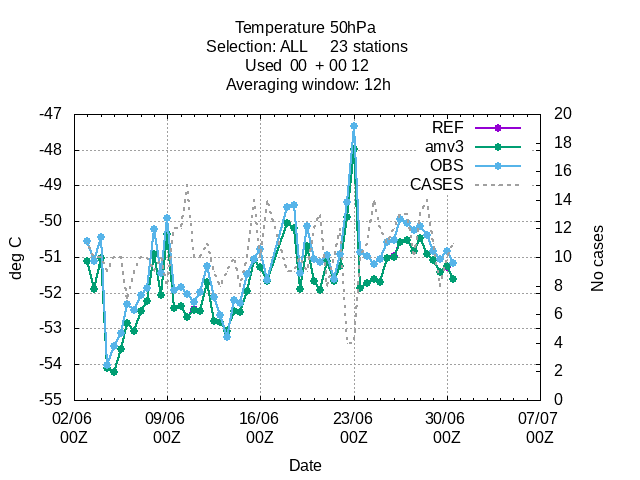 Temperature 50hPa
Selection: ALL 23 stations
Used 00 + 00 12
Averaging window: 12h
-47
-48
-49
-50
-51
-52
-53
-54
-55
deg C
20
18
16
14
12
10
8
6
4
2
0
No cases
REF
amv3
OBS
CASES
02/06 09/06 16/06 23/06 30/06 07/07
00Z 00Z 00Z 00Z 00Z 00Z
Date